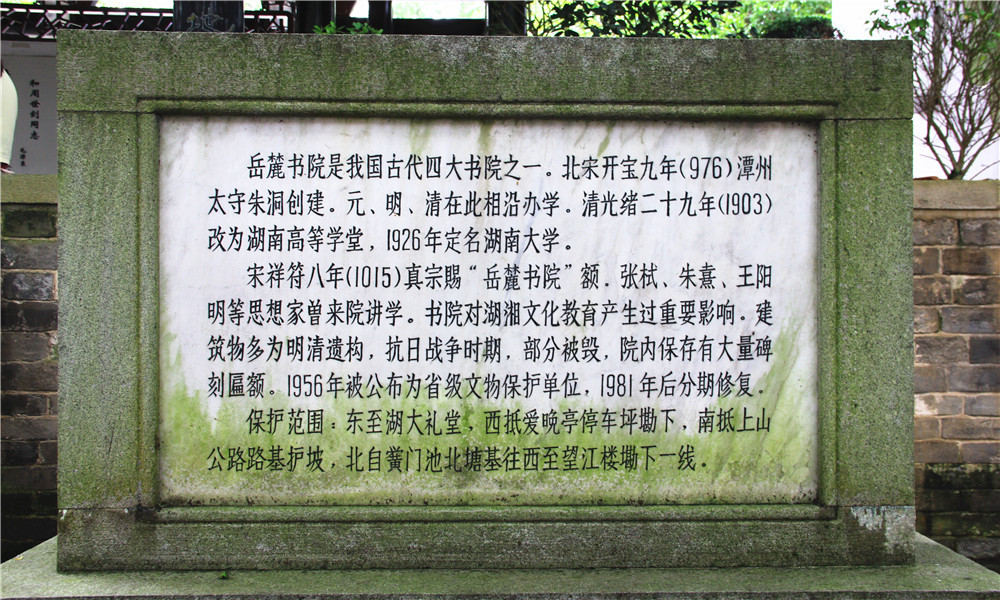 岳麓书院是我国古代四大书院之一。北宋开宝九年(976)潭州
太守朱洞创建。元、明、清在此相沿办学。清光绪二十九年(1903)
改为湖南高等学堂，1926年定名湖南大学。
宋祥符八年(1015)真宗赐“岳麓书院”额．张栻、朱熹、王阳
明等思想家曾来院讲学。书院对湖湘文化教育产生过重要影响。建
筑物多为明清遗构，抗日战争时期，部分被毁，院内保存有大量碑
刻匾额。1956年被公布为省级文物保护单位，1981年后分期修复。
保护范围：东至湖大礼堂，西抵爱晚亭停车坪墈下，南抵上山
公路路基护坡，北自黉门池北塘基往西至望江楼墈下一线。
和周世钊同志
毛泽东